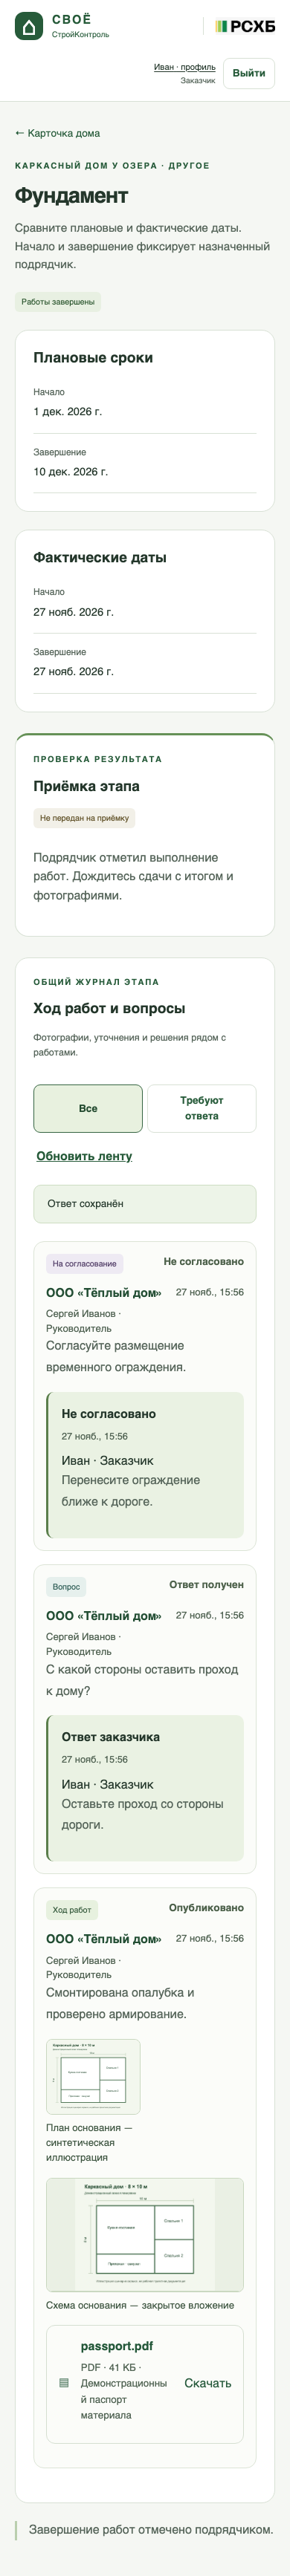 СВОЁ
СтройКонтроль
РСХБ
Иван · профиль
Заказчик
Выйти
← Карточка дома
КАРКАСНЫЙ ДОМ У ОЗЕРА · ДРУГОЕ
Фундамент
Сравните плановые и фактические даты.
Начало и завершение фиксирует назначенный
подрядчик.
Работы завершены
Плановые сроки
Начало
1 дек. 2026 г.
Завершение
10 дек. 2026 г.
Фактические даты
Начало
27 нояб. 2026 г.
Завершение
27 нояб. 2026 г.
ПРОВЕРКА РЕЗУЛЬТАТА
Приёмка этапа
Не передан на приёмку
Подрядчик отметил выполнение
работ. Дождитесь сдачи с итогом и
фотографиями.
ОБЩИЙ ЖУРНАЛ ЭТАПА
Ход работ и вопросы
Фотографии, уточнения и решения рядом с
работами.
Все
Требуют
ответа
Обновить ленту
Ответ сохранён
На согласование
Не согласовано
ООО «Тёплый дом»
27 нояб., 15:56
Сергей Иванов ·
Руководитель
Согласуйте размещение
временного ограждения.
Не согласовано
27 нояб., 15:56
Иван · Заказчик
Перенесите ограждение
ближе к дороге.
Вопрос
Ответ получен
ООО «Тёплый дом»
27 нояб., 15:56
Сергей Иванов ·
Руководитель
С какой стороны оставить проход
к дому?
Ответ заказчика
27 нояб., 15:56
Иван · Заказчик
Оставьте проход со стороны
дороги.
Ход работ
Опубликовано
ООО «Тёплый дом»
27 нояб., 15:56
Сергей Иванов ·
Руководитель
Смонтирована опалубка и
проверено армирование.
Каркасный дом · 8 × 10 м
План основания —
синтетическая
иллюстрация
Каркасный дом · 8 × 10 м
Спальня 1
Спальня 2
Схема основания — закрытое вложение
passport.pdf
PDF · 41 КБ ·
Демонстрационны
й паспорт
материала
Скачать
Завершение работ отмечено подрядчиком.